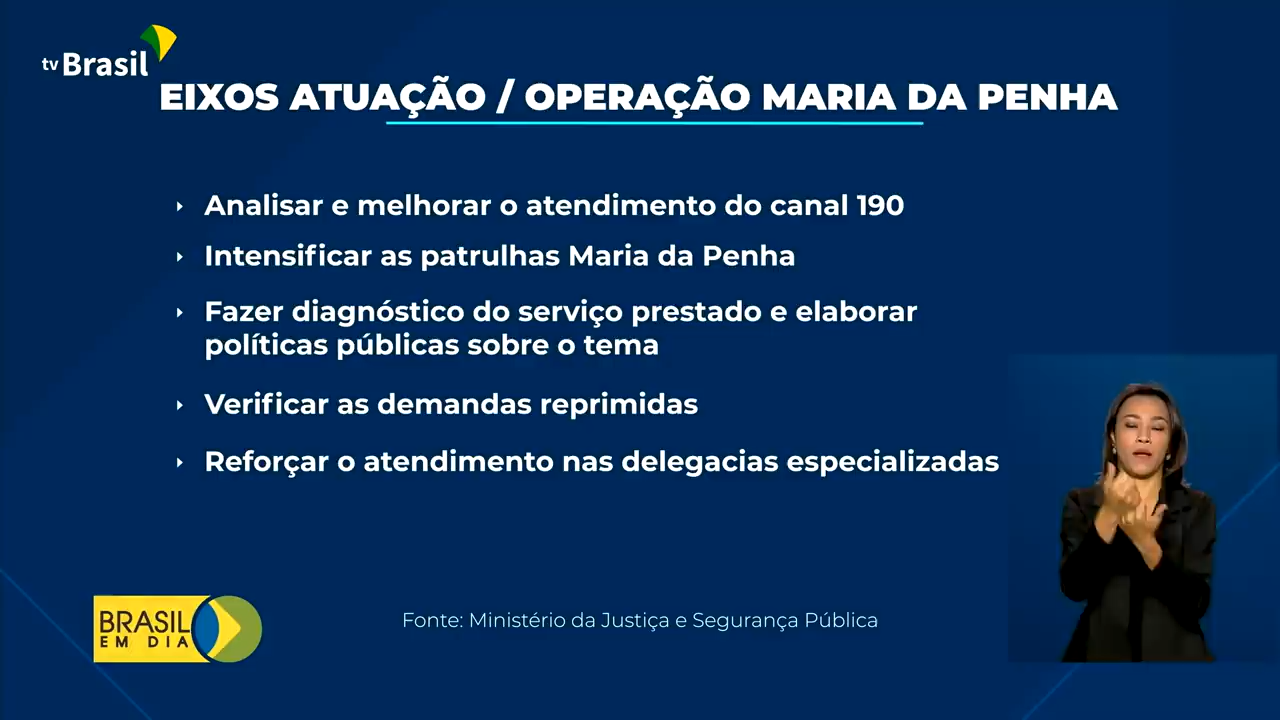 tv Brasil
EIXOS ATUAÇÃO / OPERAÇÃO MARIA DA PENHA
Analisar e melhorar o atendimento do canal 190
Intensificar as patrulhas Maria da Penha
Fazer diagnóstico do serviço prestado e elaborar
políticas públicas sobre o tema
Verificar as demandas reprimidas
Reforçar o atendimento nas delegacias especializadas
Fonte: Ministério da Justiça e Segurança Pública
BRASIL
EM DIA